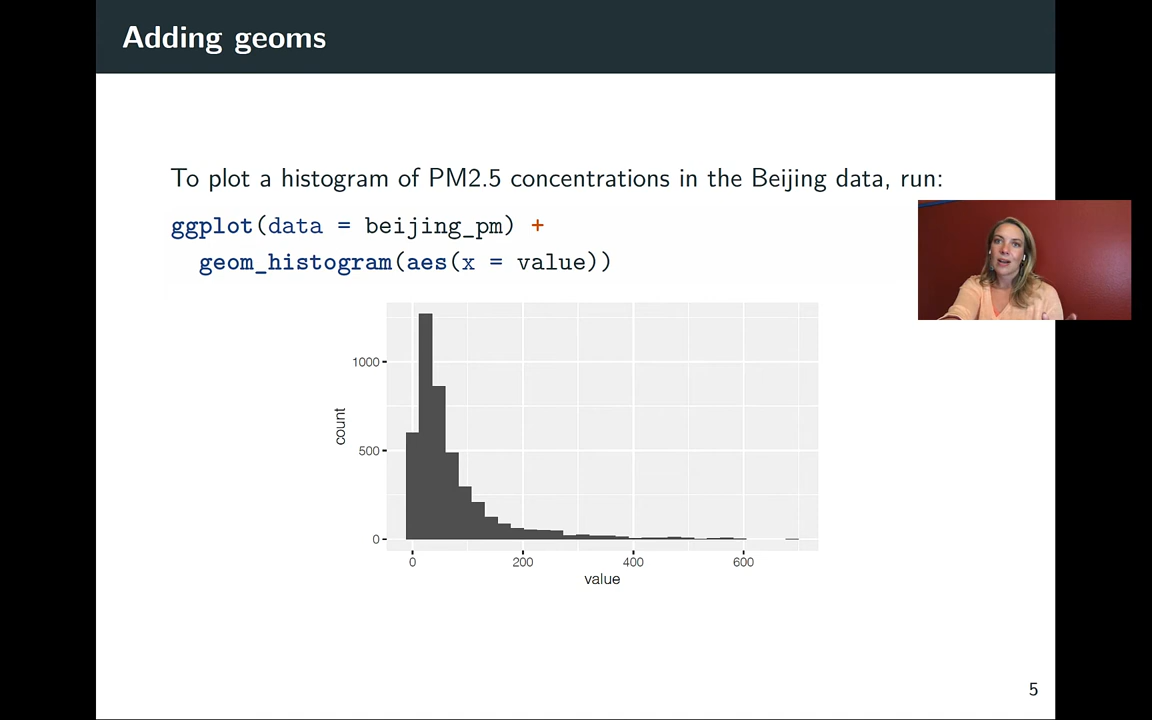 Adding geoms
To plot a histogram of PM2.5 concentrations in the Beijing data, run:
ggplot(data = beijing_pm) +
geom_histogram(aes(x = value))
1000
500
0
count
0 200 400 600
value
5